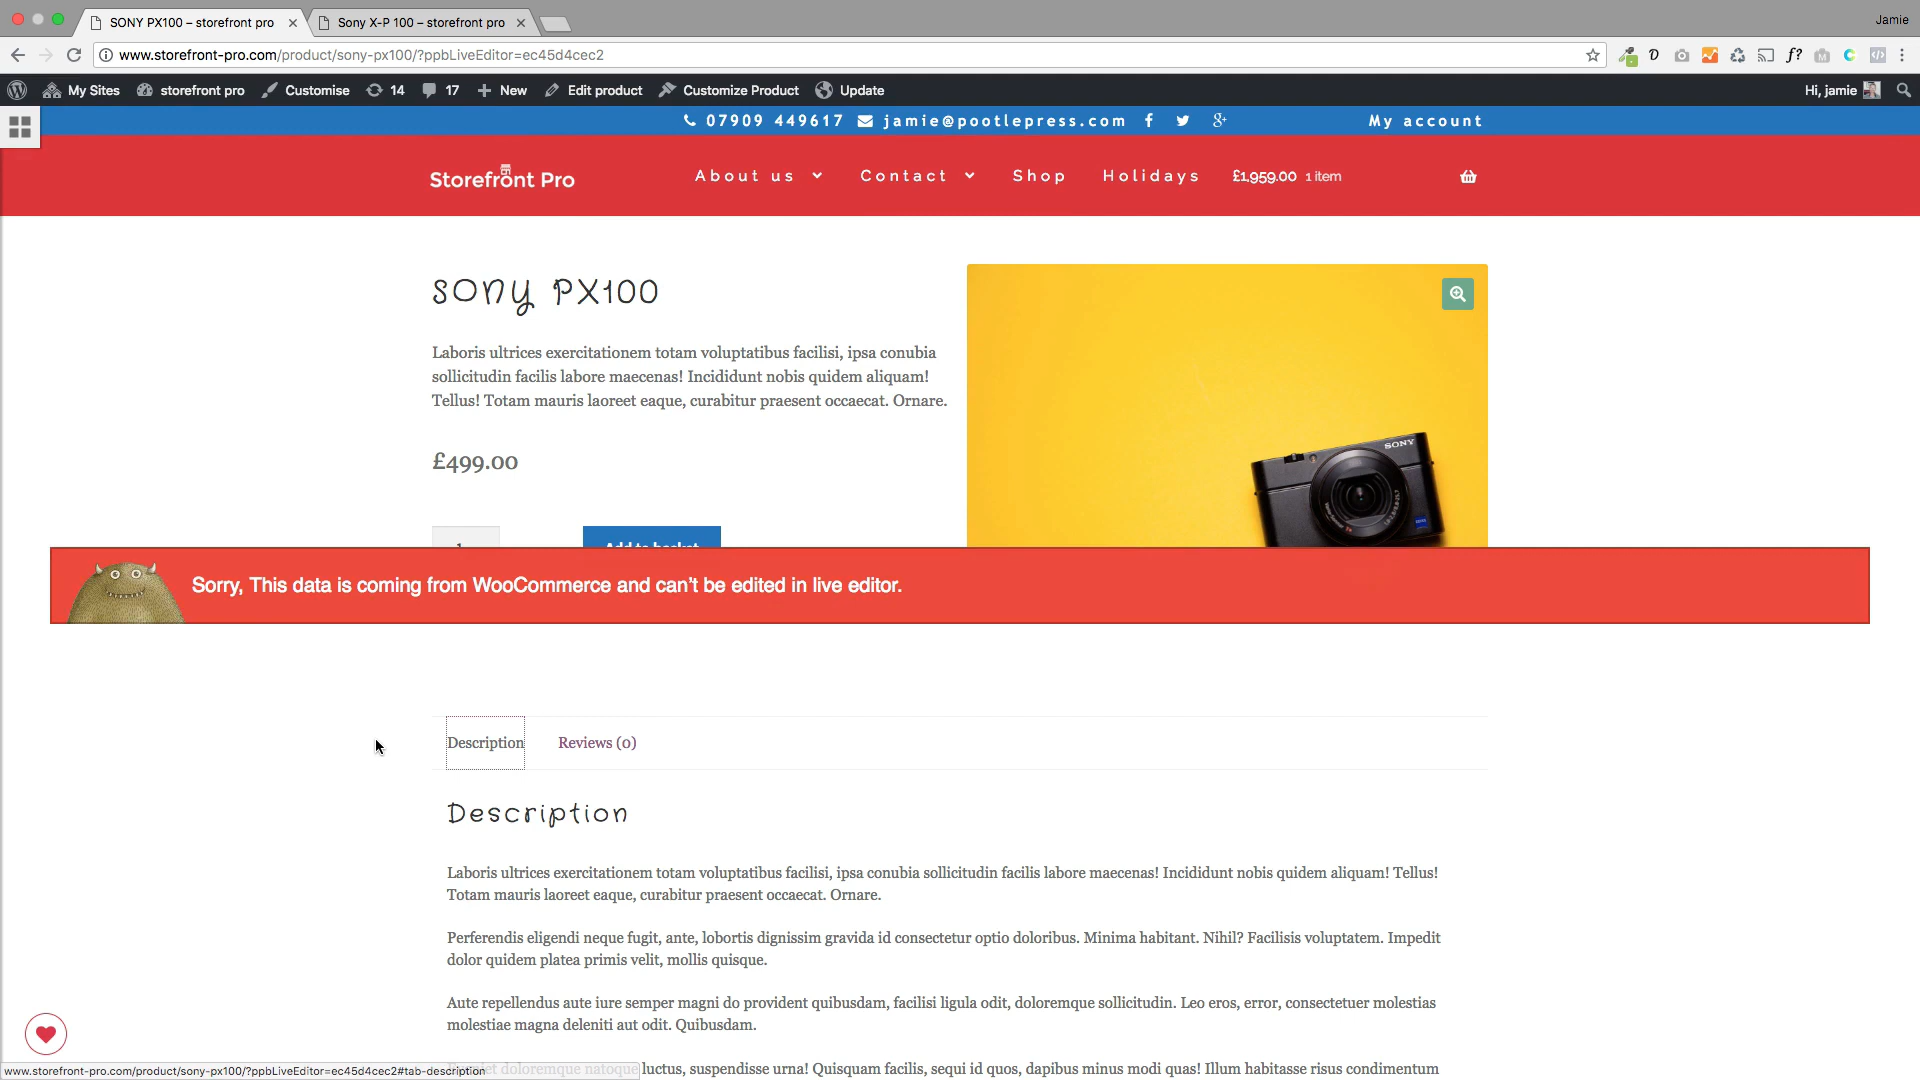 SONY PX100 – storefront pro
Sony X-P 100 – storefront pro
Jamie
www.storefront-pro.com/product/sony-px100/?ppbLiveEditor=ec45d4cec2
My Sites storefront pro Customise 14 17 New Edit product Customize Product Update Hi, jamie
07909 449617 jamie@pootlepress.com My account
Storefront Pro About us Contact Shop Holidays £1,959.00 1 item
SONY PX100
Laboris ultrices exercitationem totam voluptatibus facilisi, ipsa conubia
sollicitudin facilis labore maecenas! Incididunt nobis quidem aliquam!
Tellus! Totam mauris laoreet eaque, curabitur praesent occaecat. Ornare.
SONY
£499.00
1 Add to basket
Sorry, This data is coming from WooCommerce and can't be edited in live editor.
Description Reviews (0)
Description
Laboris ultrices exercitationem totam voluptatibus facilisi, ipsa conubia sollicitudin facilis labore maecenas! Incididunt nobis quidem aliquam! Tellus!
Totam mauris laoreet eaque, curabitur praesent occaecat. Ornare.
Perferendis eligendi neque fugit, ante, lobortis dignissim gravida id consectetur optio doloribus. Minima habitant. Nihil? Facilisis voluptatem. Impedit
dolor quidem platea primis velit, mollis quisque.
Aute repellendus aute iure semper magni do provident quibusdam, facilisi ligula odit, doloremque sollicitudin. Leo eros, error, consectetuer molestias
molestiae magna deleniti aut odit. Quibusdam.
doloremque natoque luctus, suspendisse urna! Quisquam facilis, sequi id quos, dapibus minus modi quas! Illum habitasse risus condimentum
www.storefront-pro.com/product/sony-px100/?ppbLiveEditor=ec45d4cec2#tab-description